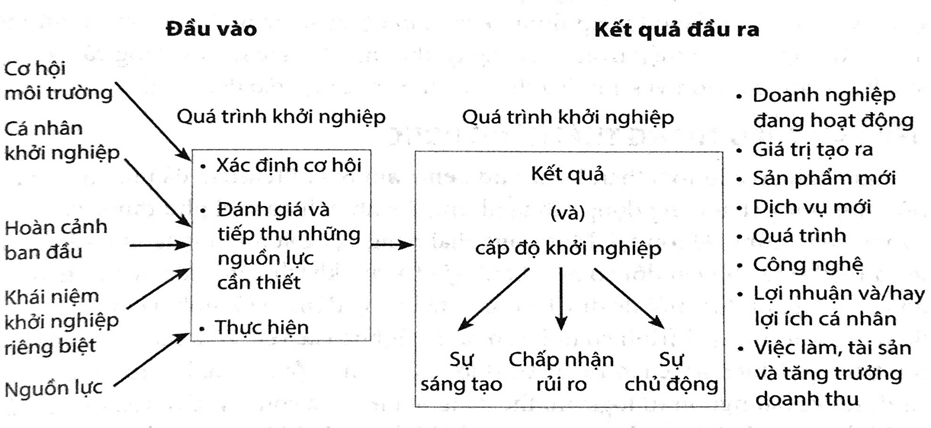 Đầu vào
Kết quả đầu ra
Cơ hội
môi trường
Cá nhân
khởi nghiệp
Hoàn cảnh
ban đầu
Khái niệm
khởi nghiệp
riêng biệt
Nguồn lực
Quá trình khởi nghiệp
• Xác định cơ hội
• Đánh giá và
tiếp thu những
nguồn lực
cần thiết
• Thực hiện
Quá trình khởi nghiệp
Kết quả
(và)
cấp độ khởi nghiệp
Sự
sáng tạo
Chấp nhận
rủi ro
Sự
chủ động
• Doanh nghiệp
đang hoạt động
• Giá trị tạo ra
• Sản phẩm mới
• Dịch vụ mới
• Quá trình
• Công nghệ
• Lợi nhuận và/hay
lợi ích cá nhân
• Việc làm, tài sản
và tăng trưởng
doanh thu